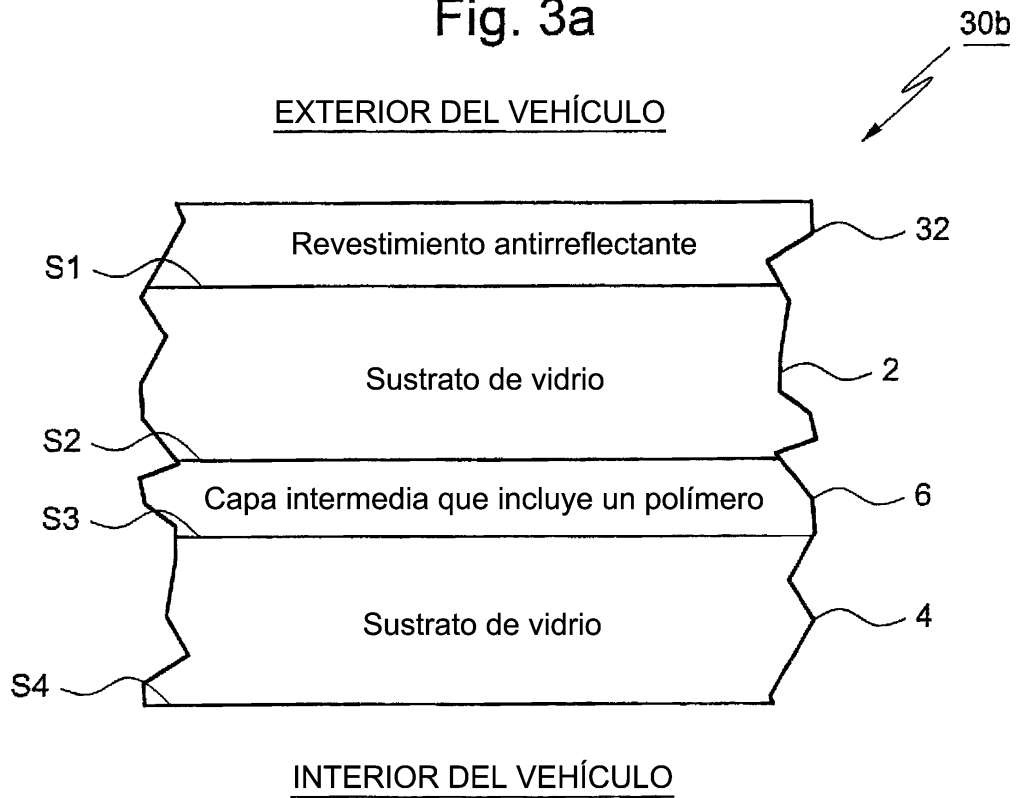 Fig. 3a
30b
EXTERIOR DEL VEHÍCULO
Revestimiento antirreflectante
32
S1
Sustrato de vidrio
2
S2
Capa intermedia que incluye un polímero
6
S3
Sustrato de vidrio
4
S4
INTERIOR DEL VEHÍCULO